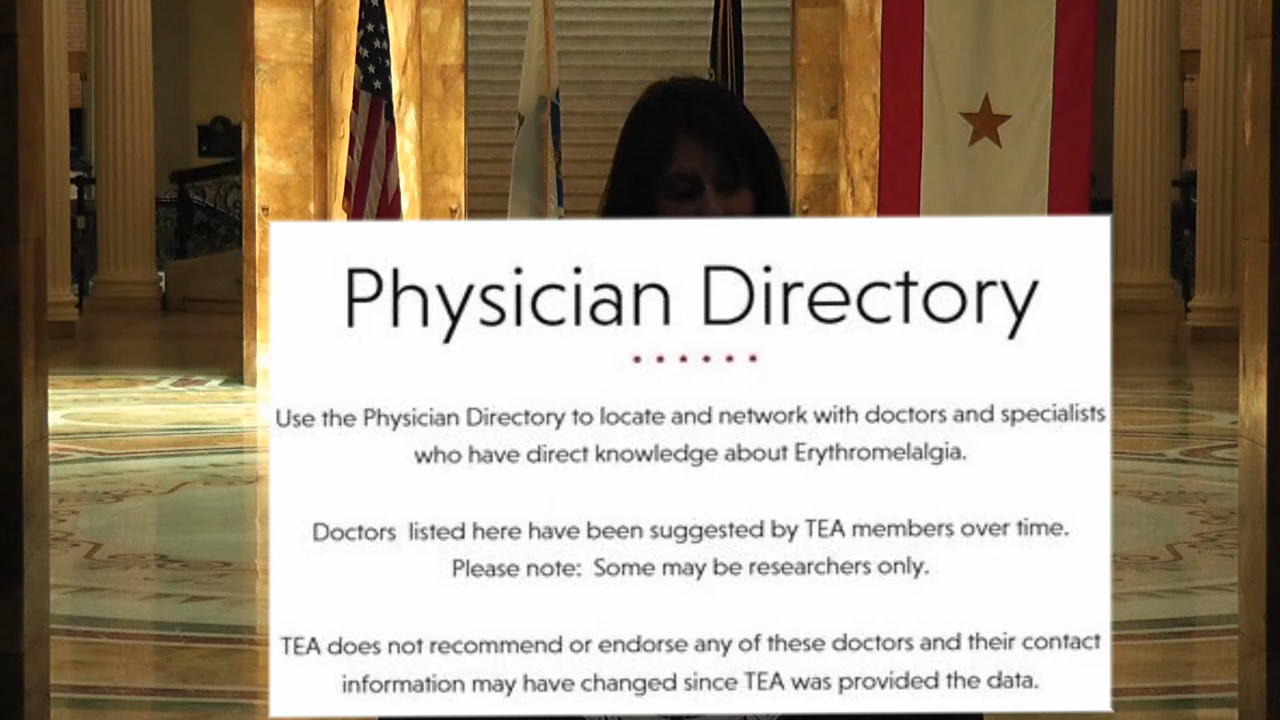 Physician Directory
Use the Physician Directory to locate and network with doctors and specialists
who have direct knowledge about Erythromelalgia.
Doctors listed here have been suggested by TEA members over time.
Please note: Some may be researchers only.
TEA does not recommend or endorse any of these doctors and their contact
information may have changed since TEA was provided the data.